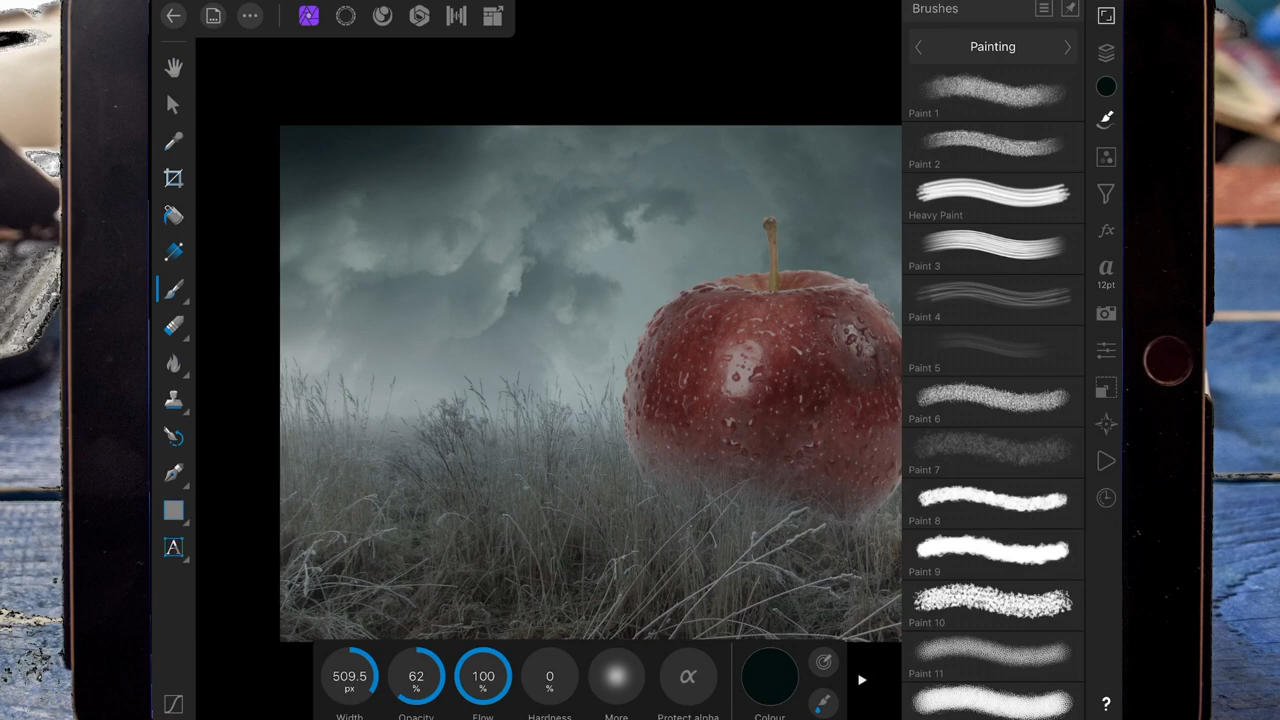 Brushes
Painting
Paint 1
Paint 2
Heavy Paint
Paint 3
Paint 4
Paint 5
Paint 6
Paint 7
Paint 8
Paint 9
Paint 10
Paint 11
fx
a
12pt
A
?
509.5
px
Width
62
%
Opacity
100
%
Flow
0
%
Hardness
More
α
Protect alpha
Colour